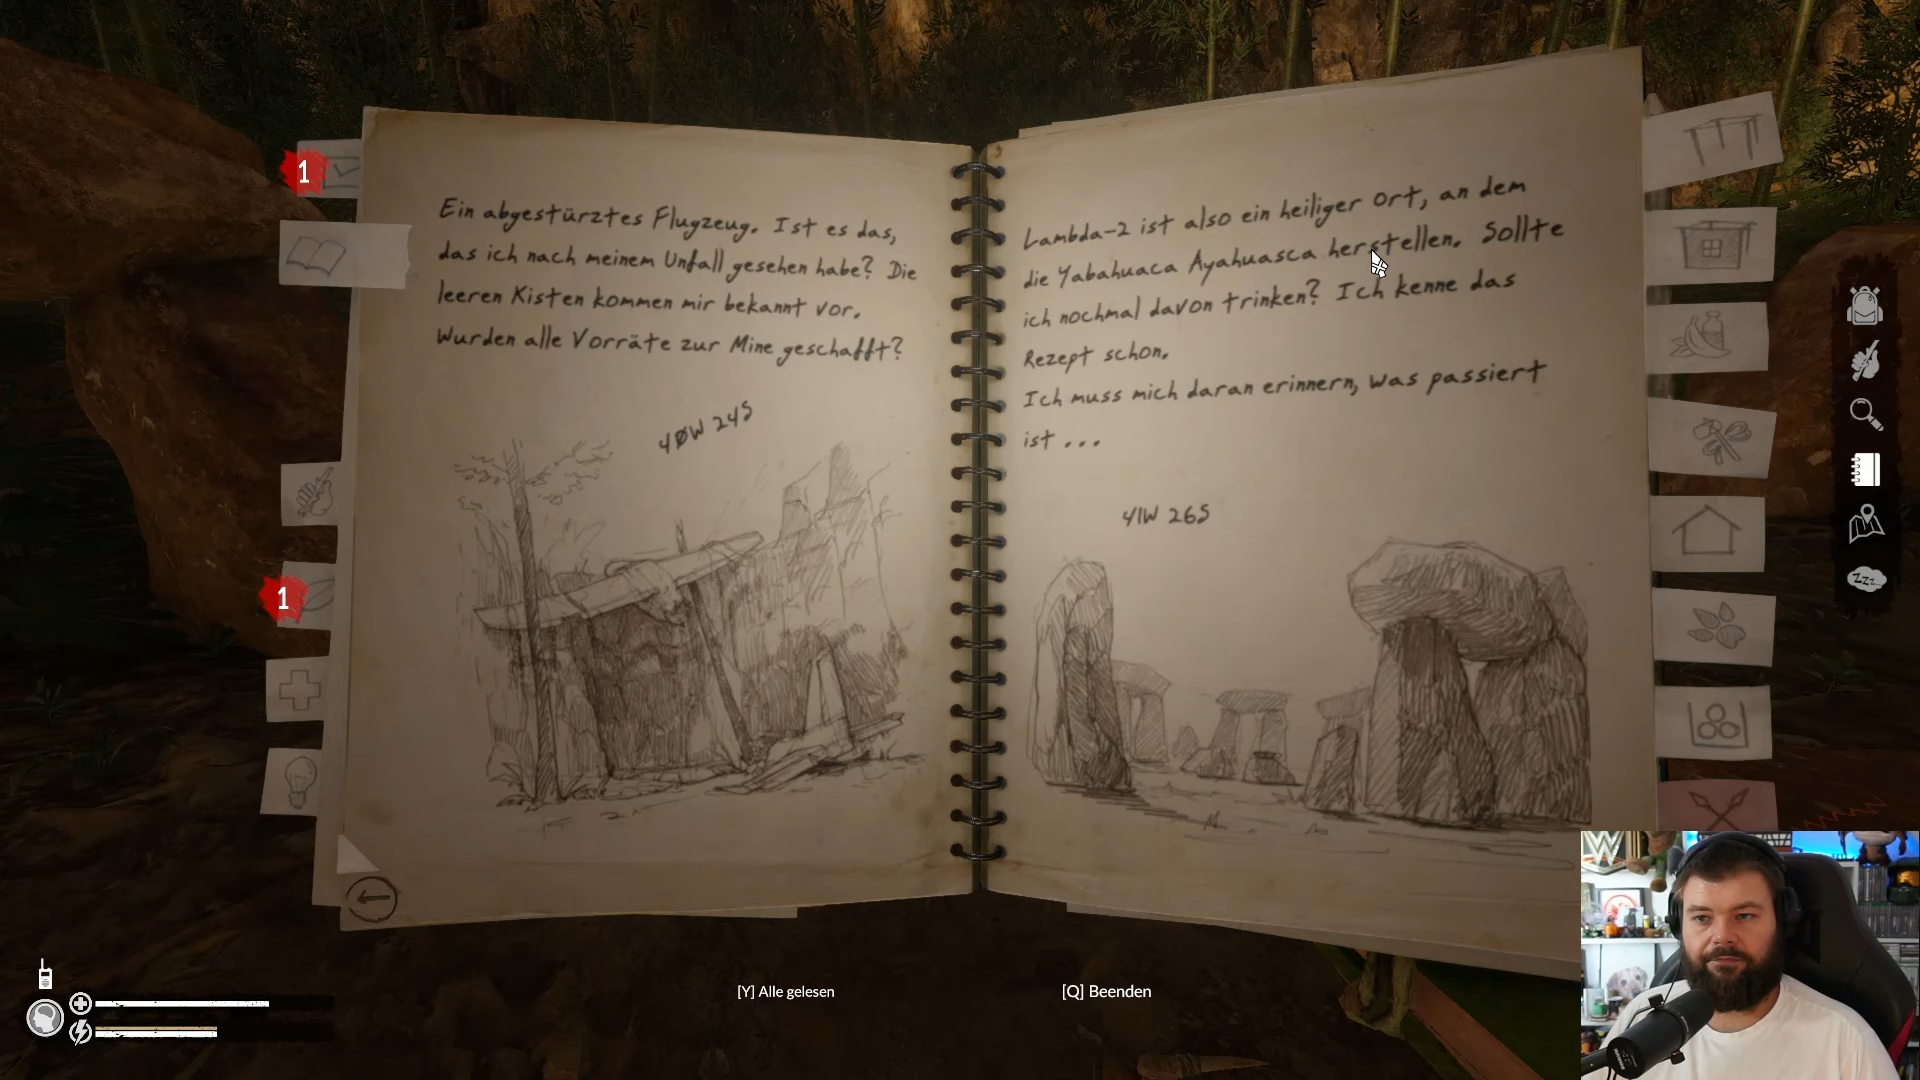 1
1
Ein abgestürztes Flugzeug. Ist es das,
das ich nach meinem Unfall gesehen habe? Die
leeren Kisten kommen mir bekannt vor.
Wurden alle Vorräte zur Mine geschafft?
40W 24S
Lambda-2 ist also ein heiliger Ort, an dem
die Yabahuaca Ayahuasca herstellen. Sollte
ich nochmal davon trinken? Ich kenne das
Rezept schon.
Ich muss mich daran erinnern, was passiert
ist ...
41W 26S
ZZZ..
[Y] Alle gelesen
[Q] Beenden
W